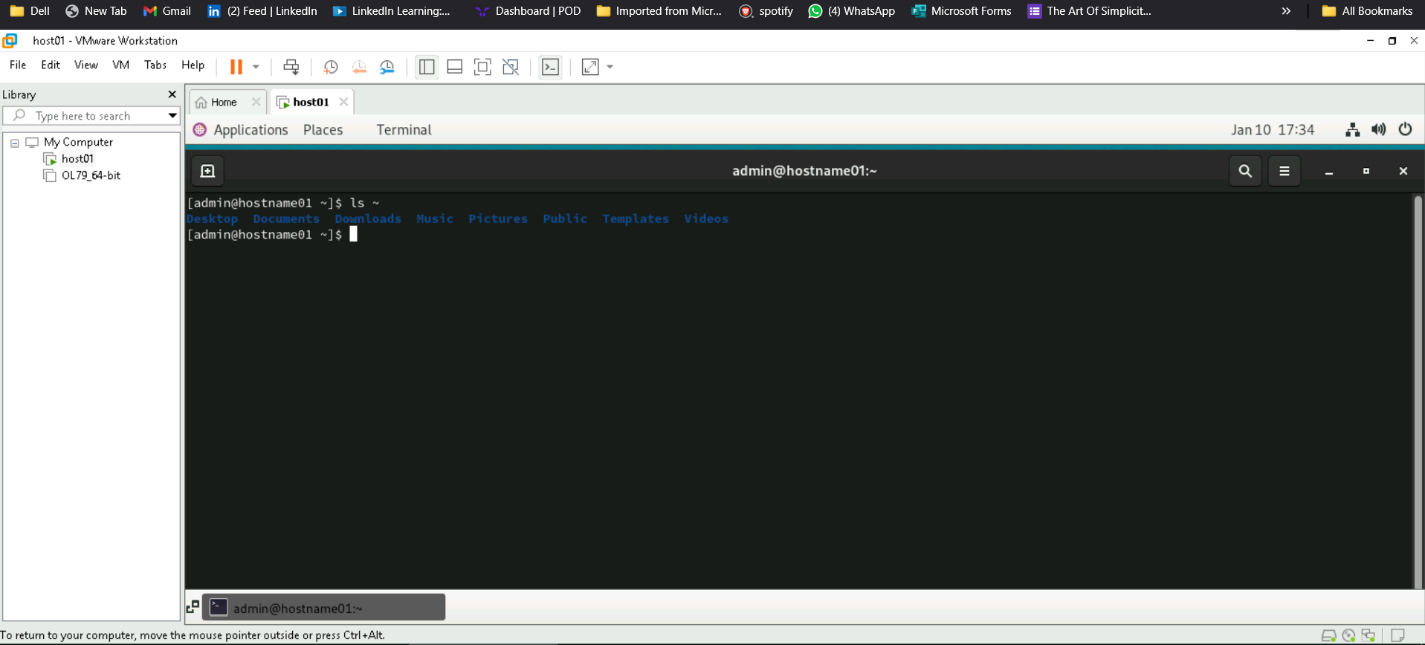 Dell New Tab Gmail (2) Feed | LinkedIn LinkedIn Learning:... Dashboard | POD Imported from Micr... spotify (4) WhatsApp Microsoft Forms The Art Of Simplicit... » All Bookmarks
host01 - VMware Workstation
File Edit View VM Tabs Help
Library
Home host01
Type here to search
Applications Places Terminal Jan 10 17:34
My Computer
host01
OL79_64-bit
admin@hostname01:~
[admin@hostname01 ~]$ ls ~
Desktop Documents Downloads Music Pictures Public Templates Videos
[admin@hostname01 ~]$
admin@hostname01:~
To return to your computer, move the mouse pointer outside or press Ctrl+Alt.